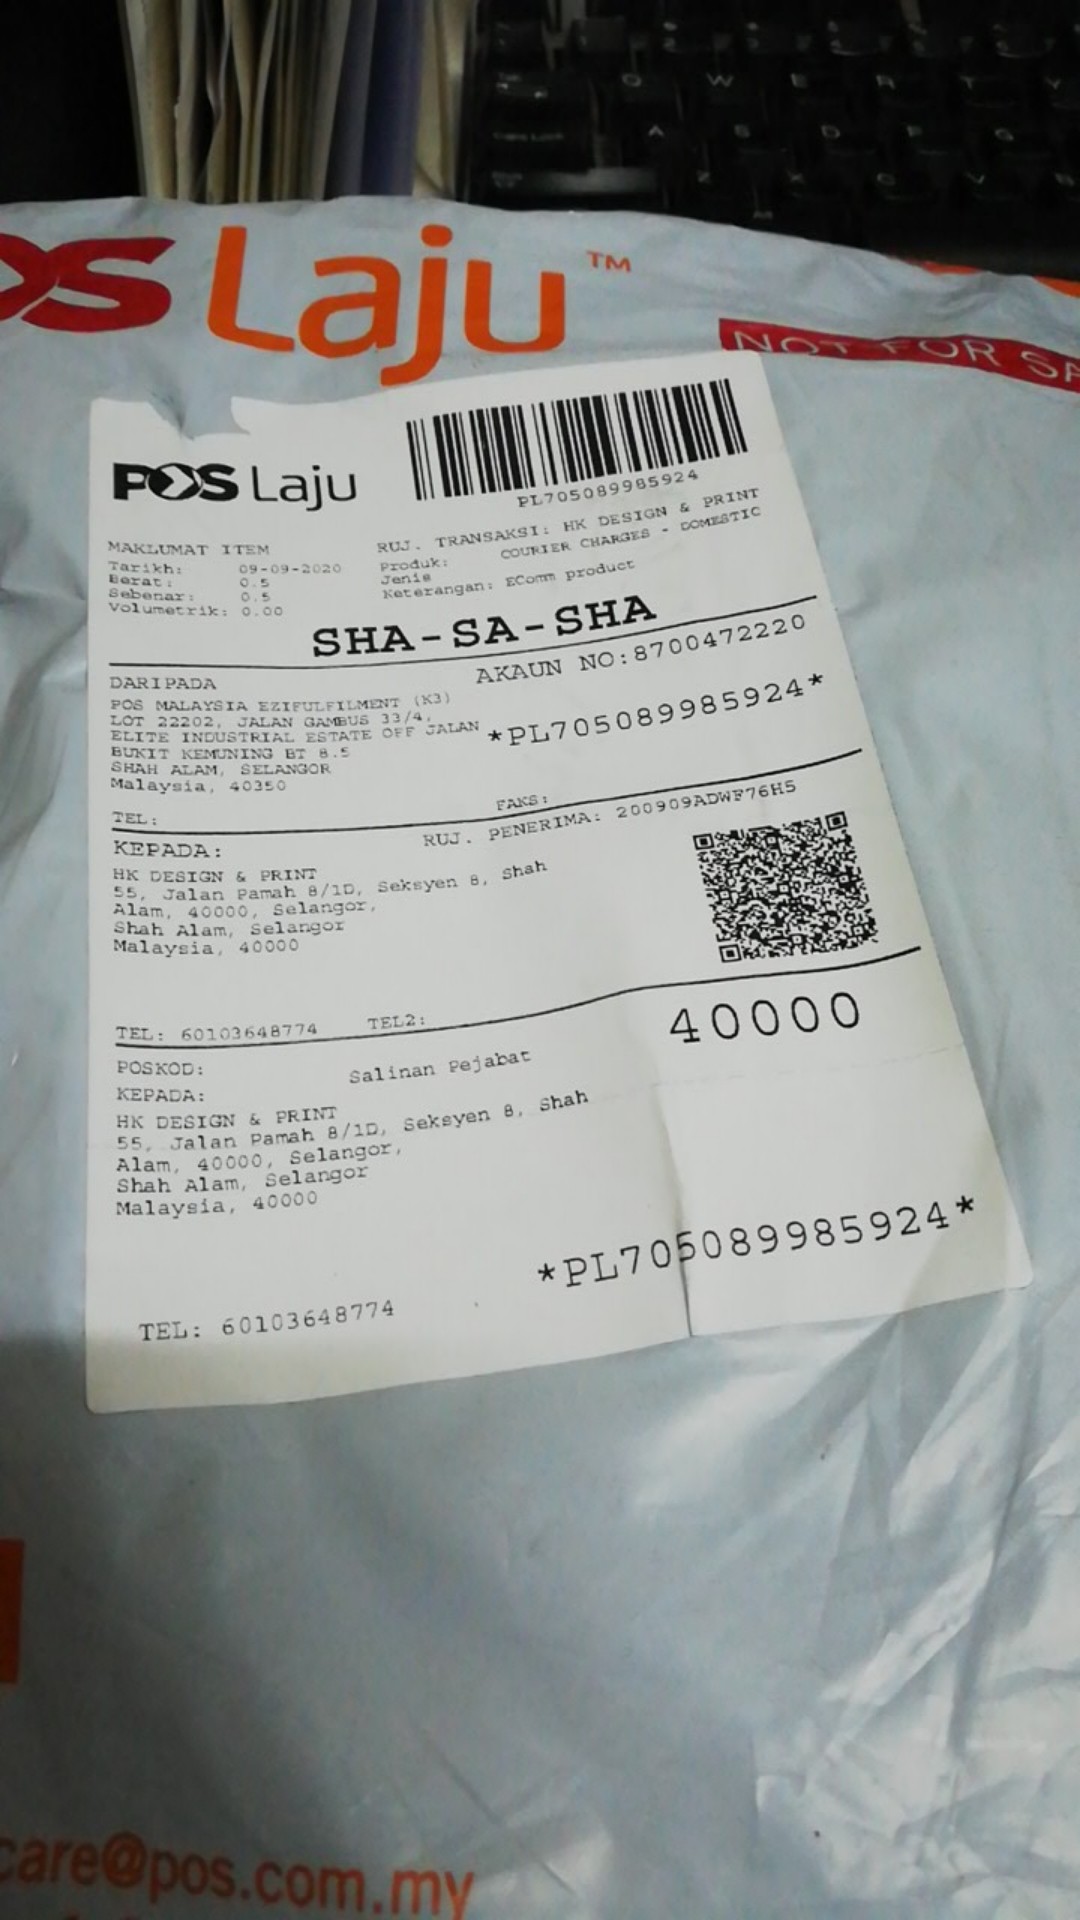 Q W E R T Y
Caps Lock A S D F G
Z X C V
POS Laju™
NOT FOR SA
POS Laju
PL705089985924
MAKLUMAT ITEM
Tarikh: 09-09-2020
Berat: 0.5
Sebenar: 0.5
Volumetrik: 0.00
RUJ. TRANSAKSI: HK DESIGN & PRINT
Produk: COURIER CHARGES - DOMESTIC
Jenis
Keterangan: EComm product
SHA-SA-SHA
DARIPADA
AKAUN NO:8700472220
POS MALAYSIA EZIFULFILMENT (K3)
LOT 22202, JALAN GAMBUS 33/4,
ELITE INDUSTRIAL ESTATE OFF JALAN
BUKIT KEMUNING BT 8.5
SHAH ALAM, SELANGOR
Malaysia, 40350
*PL705089985924*
TEL:
FAKS:
KEPADA:
RUJ. PENERIMA: 200909ADWF76H5
HK DESIGN & PRINT
55, Jalan Pamah 8/1D, Seksyen 8, Shah
Alam, 40000, Selangor,
Shah Alam, Selangor
Malaysia, 40000
TEL: 60103648774 TEL2:
POSKOD:
Salinan Pejabat
40000
KEPADA:
HK DESIGN & PRINT
55, Jalan Pamah 8/1D, Seksyen 8, Shah
Alam, 40000, Selangor,
Shah Alam, Selangor
Malaysia, 40000
*PL705089985924*
TEL: 60103648774
care@pos.com.my